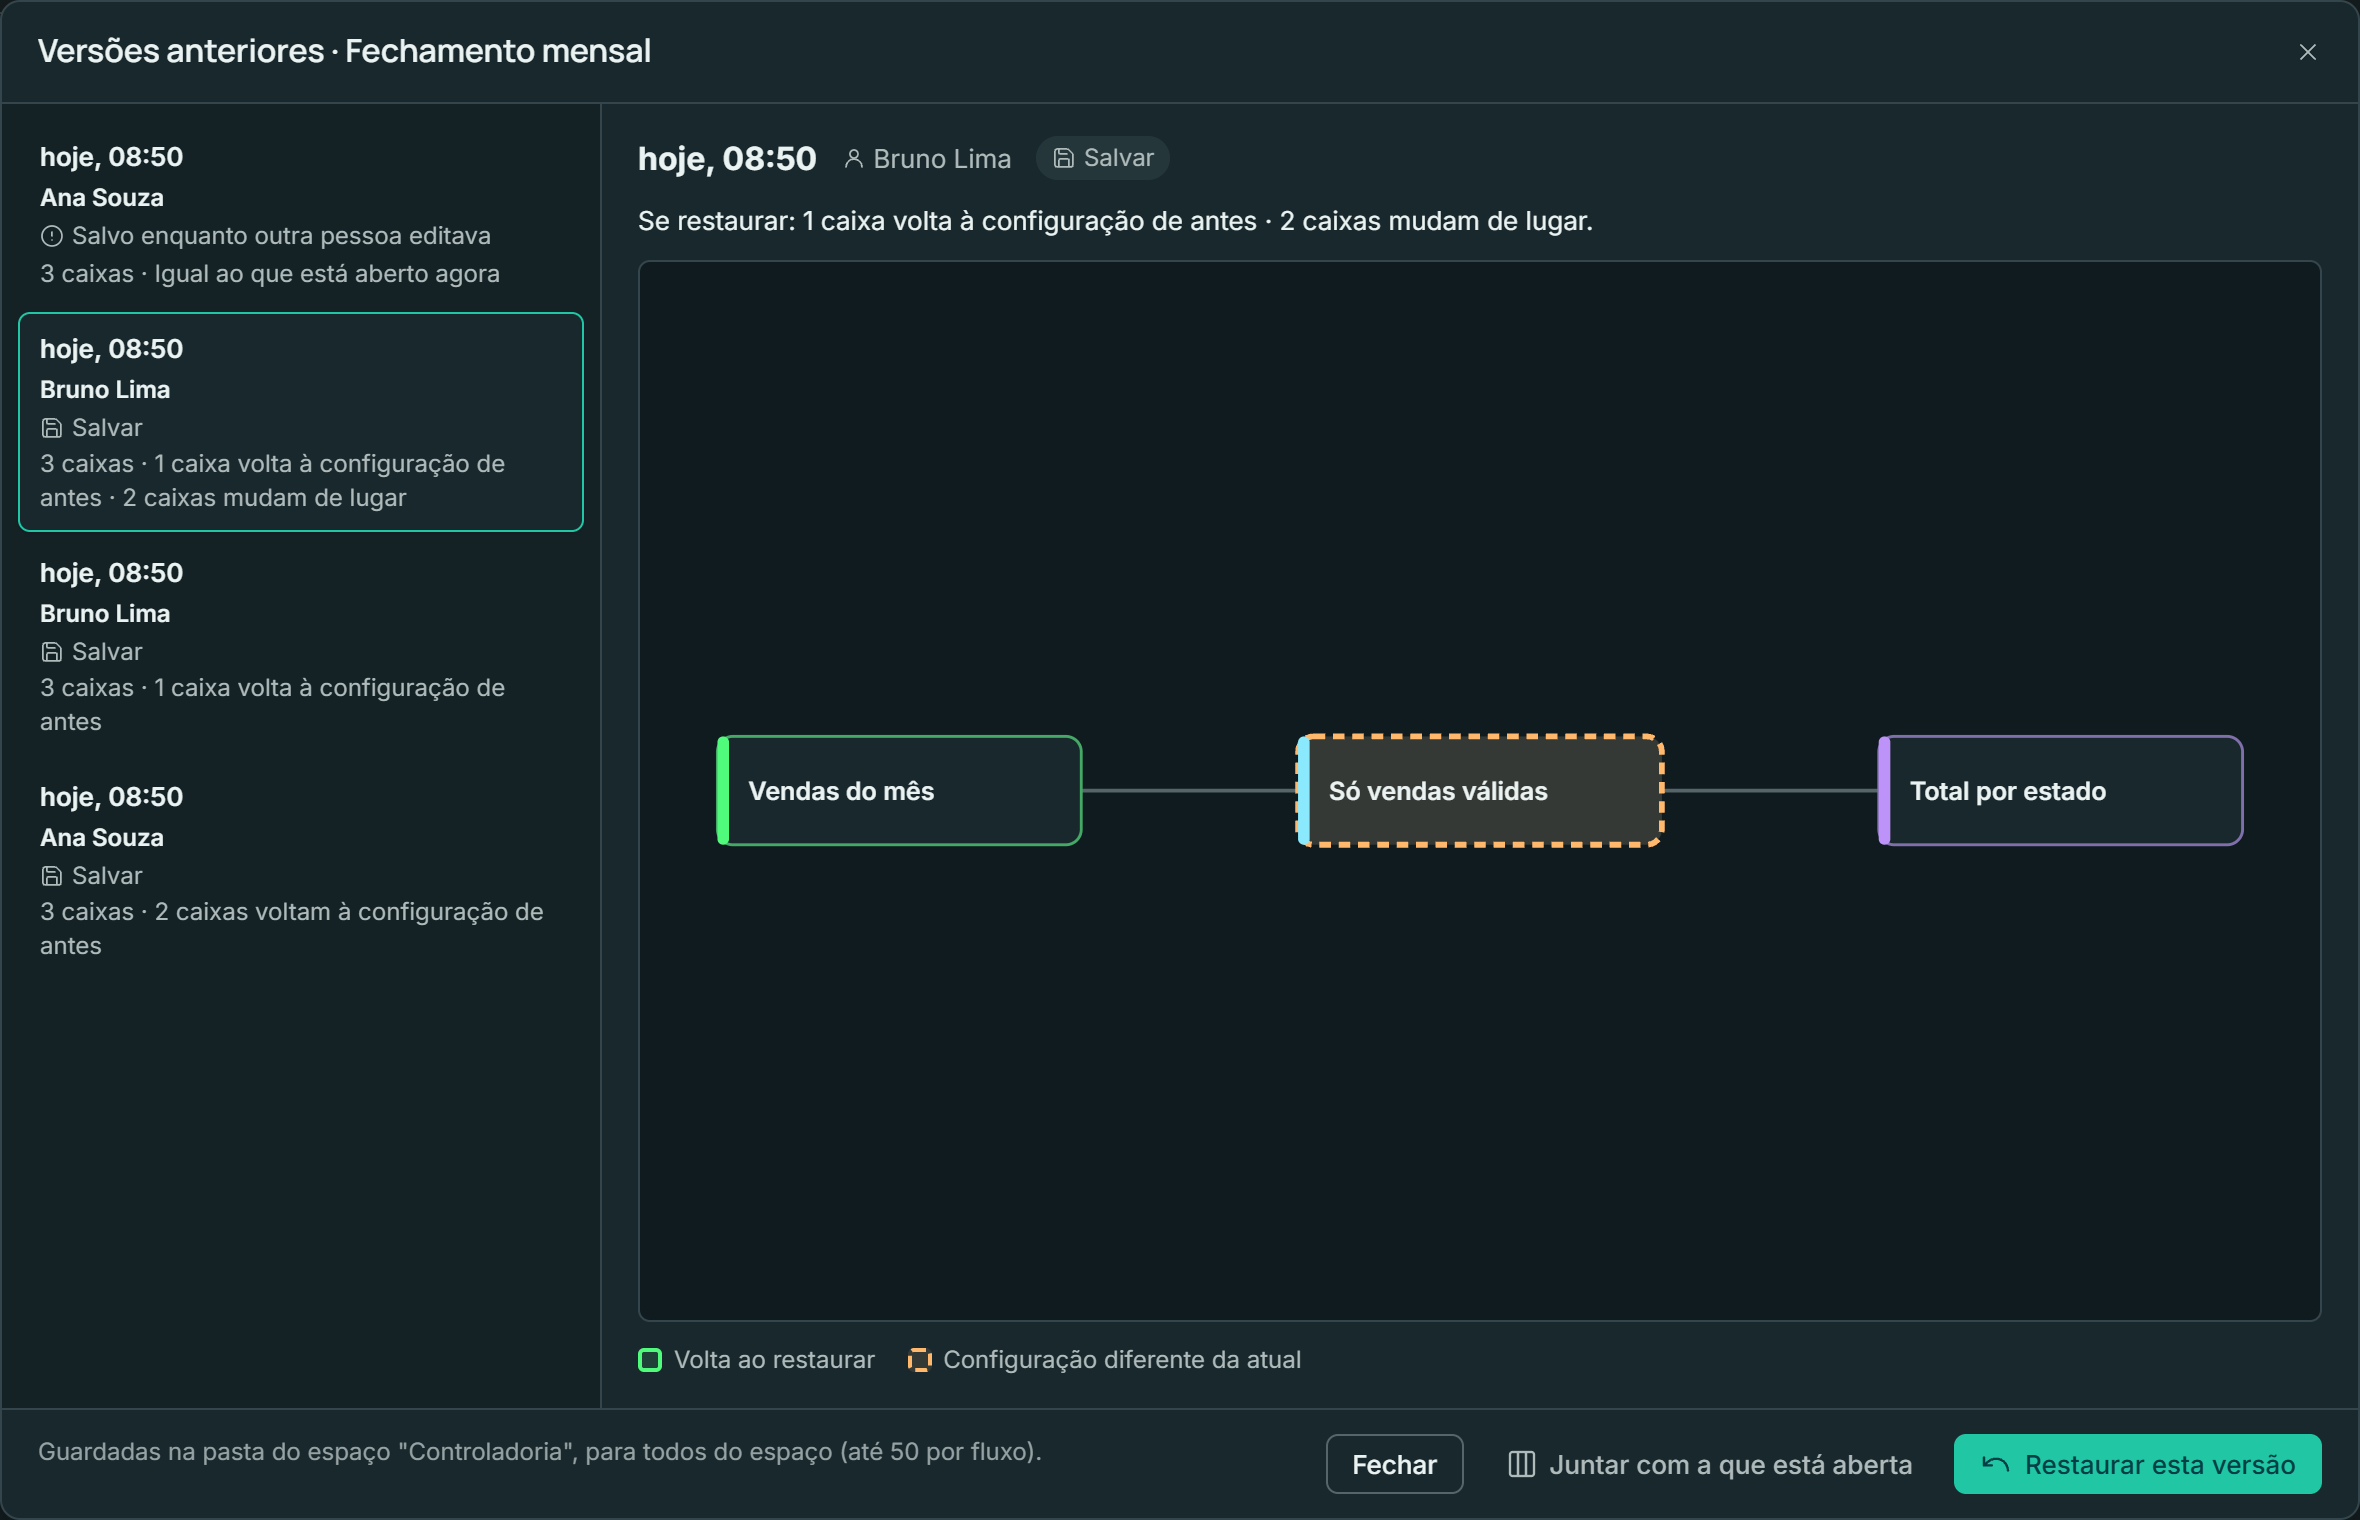 Versões anteriores · Fechamento mensal
hoje, 08:50
Ana Souza
Salvo enquanto outra pessoa editava
3 caixas · Igual ao que está aberto agora
hoje, 08:50
Bruno Lima
Salvar
3 caixas · 1 caixa volta à configuração de
antes · 2 caixas mudam de lugar
hoje, 08:50
Bruno Lima
Salvar
3 caixas · 1 caixa volta à configuração de
antes
hoje, 08:50
Ana Souza
Salvar
3 caixas · 2 caixas voltam à configuração de
antes
hoje, 08:50 Bruno Lima Salvar
Se restaurar: 1 caixa volta à configuração de antes · 2 caixas mudam de lugar.
Vendas do mês
Só vendas válidas
Total por estado
Volta ao restaurar Configuração diferente da atual
Guardadas na pasta do espaço "Controladoria", para todos do espaço (até 50 por fluxo).
Fechar
Juntar com a que está aberta
Restaurar esta versão